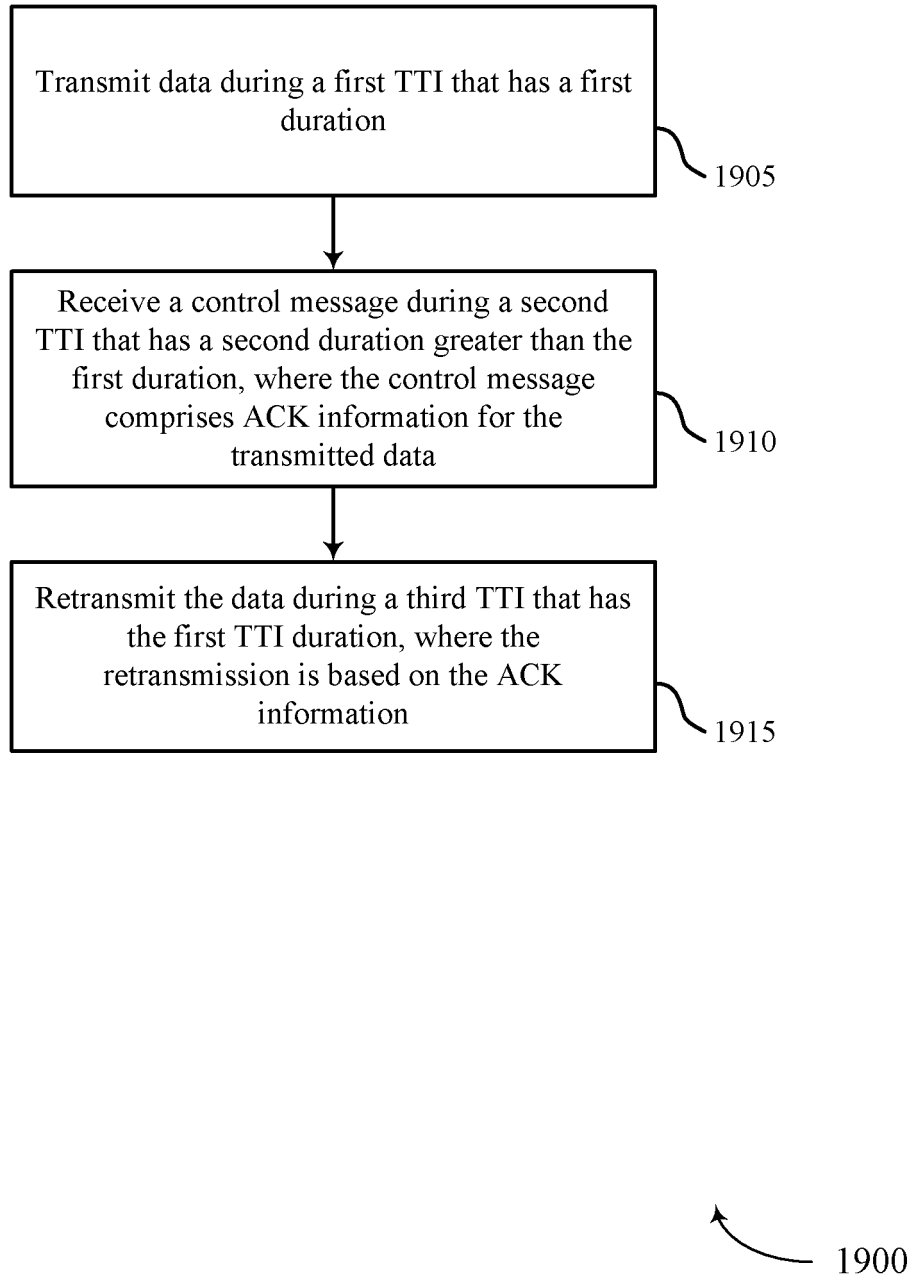 Transmit data during a first TTI that has a first
duration
1905
Receive a control message during a second
TTI that has a second duration greater than the
first duration, where the control message
comprises ACK information for the
transmitted data
1910
Retransmit the data during a third TTI that has
the first TTI duration, where the
retransmission is based on the ACK
information
1915
1900